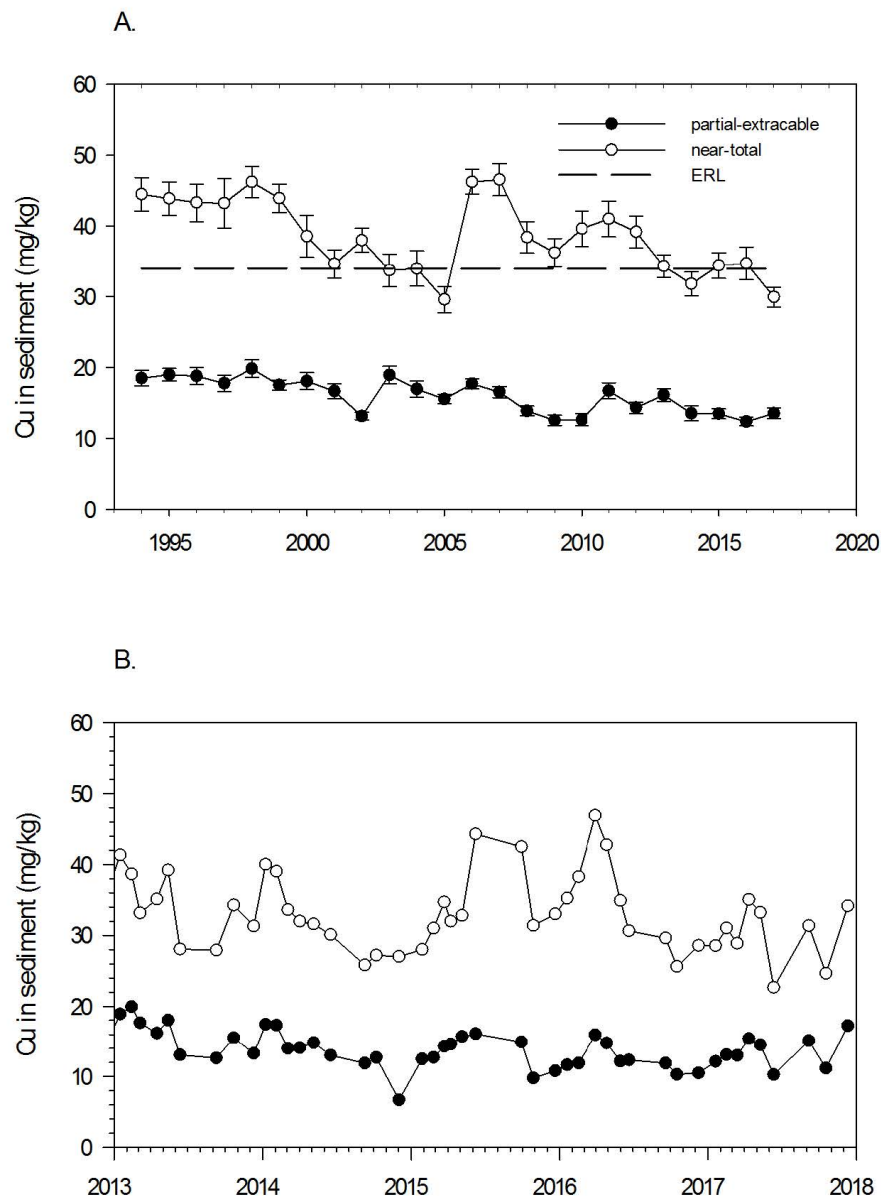 A.
60
50
40
30
20
10
0
Cu in sediment (mg/kg)
partial-extracable
near-total
ERL
1995 2000 2005 2010 2015 2020
B.
60
50
40
30
20
10
0
Cu in sediment (mg/kg)
2013 2014 2015 2016 2017 2018